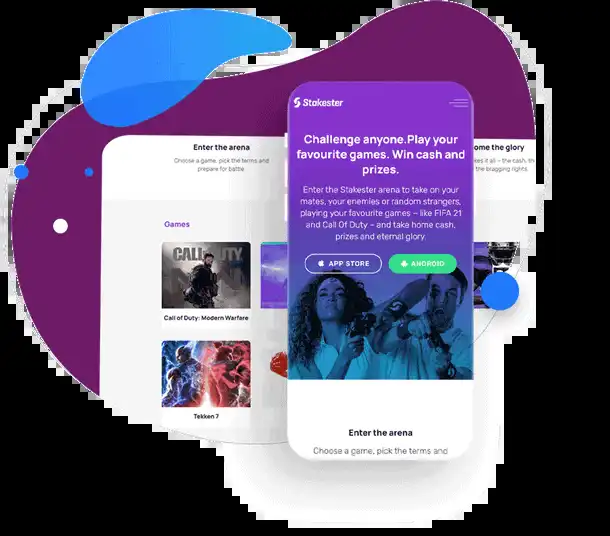 Stakester
Challenge anyone.Play your
favourite games. Win cash and
prizes.
Enter the Stakester arena to take on your
mates, your enemies or random strangers,
playing your favourite games – like FIFA 21
and Call Of Duty – and take home cash,
prizes and eternal glory.
APP STORE
ANDROID
Enter the arena
Choose a game, pick the terms and
Enter the arena
Choose a game, pick the terms and
prepare for battle
ome the glory
it all – the cash, th
the bragging rights
Games
CALL OF DUTY
Call of Duty: Modern Warfare
Tekken 7